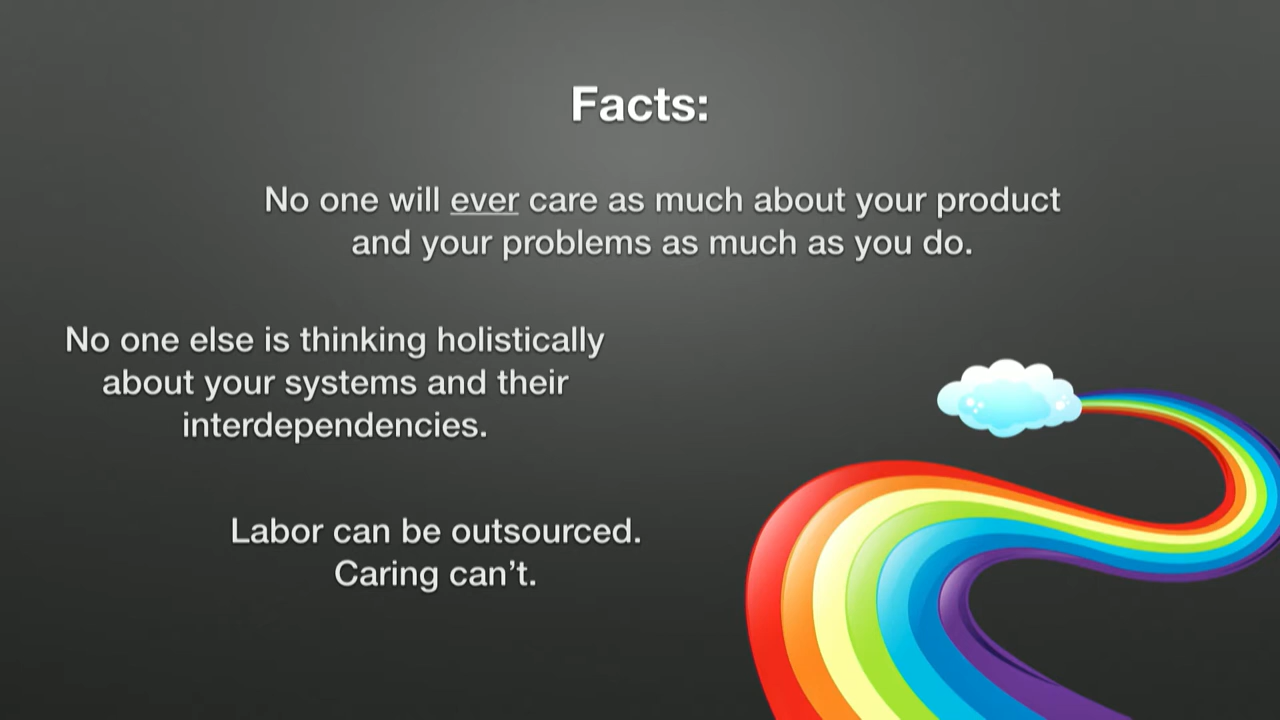 Facts:
No one will ever care as much about your product
and your problems as much as you do.
No one else is thinking holistically
about your systems and their
interdependencies.
Labor can be outsourced.
Caring can’t.